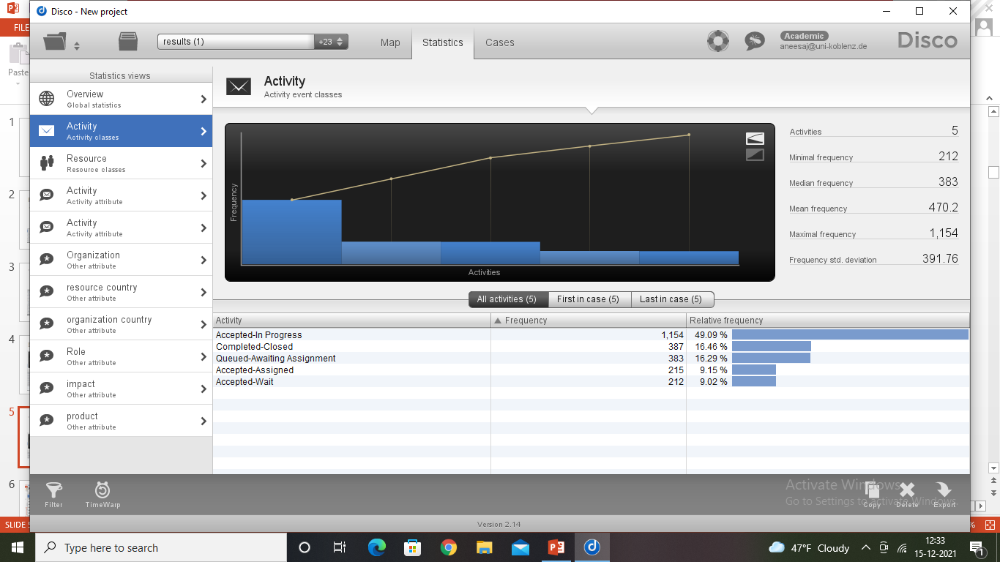 Disco - New project
FILE
Paste
results (1)
+23
Map
Statistics
Cases
Academic
aneesaj@uni-koblenz.de
Disco
Statistics views
Overview
Global statistics
Activity
Activity classes
Resource
Resource classes
Activity
Activity attribute
Activity
Activity attribute
Organization
Other attribute
resource country
Other attribute
organization country
Other attribute
Role
Other attribute
impact
Other attribute
product
Other attribute
Activity
Activity event classes
Frequency
Activities
Activities 5
Minimal frequency 212
Median frequency 383
Mean frequency 470.2
Maximal frequency 1,154
Frequency std. deviation 391.76
All activities (5) First in case (5) Last in case (5)
Activity Frequency Relative frequency
Accepted-In Progress 1,154 49.09 %
Completed-Closed 387 16.46 %
Queued-Awaiting Assignment 383 16.29 %
Accepted-Assigned 215 9.15 %
Accepted-Wait 212 9.02 %
1
2
3
4
5
6
Filter
TimeWarp
Activate Windows
Go to Settings to activate Windows.
Copy
Delete
Export
Version 2.14
SLIDE
%
Type here to search
47°F Cloudy
12:33
15-12-2021
1